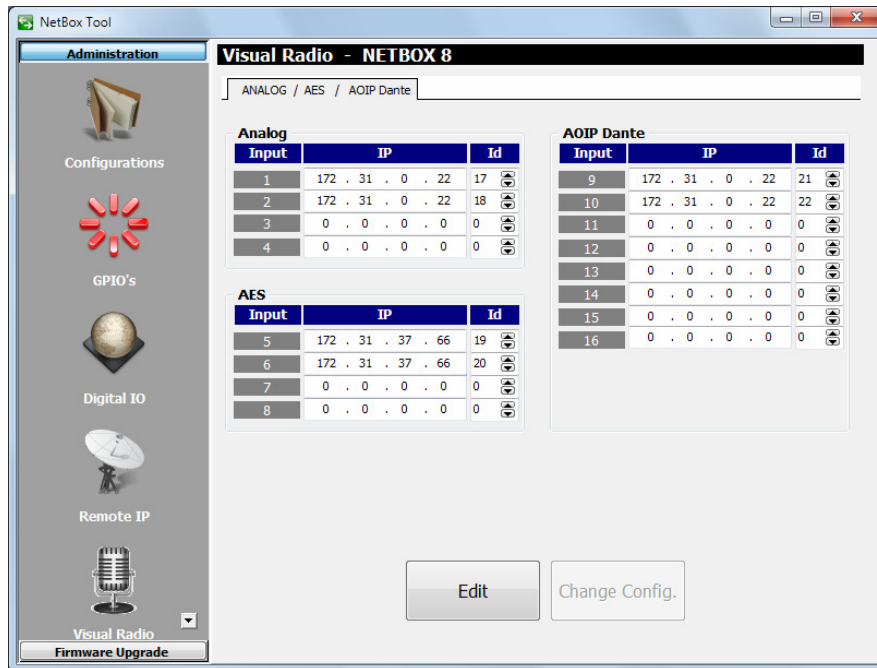 NetBox Tool
Administration
Configurations
GPIO's
Digital IO
Remote IP
Visual Radio
Firmware Upgrade
Visual Radio - NETBOX 8
ANALOG / AES / AOIP Dante
Analog
Input IP Id
1 172 . 31 . 0 . 22 17
2 172 . 31 . 0 . 22 18
3 0 . 0 . 0 . 0 0
4 0 . 0 . 0 . 0 0
AES
Input IP Id
5 172 . 31 . 37 . 66 19
6 172 . 31 . 37 . 66 20
7 0 . 0 . 0 . 0 0
8 0 . 0 . 0 . 0 0
AOIP Dante
Input IP Id
9 172 . 31 . 0 . 22 21
10 172 . 31 . 0 . 22 22
11 0 . 0 . 0 . 0 0
12 0 . 0 . 0 . 0 0
13 0 . 0 . 0 . 0 0
14 0 . 0 . 0 . 0 0
15 0 . 0 . 0 . 0 0
16 0 . 0 . 0 . 0 0
Edit
Change Config.